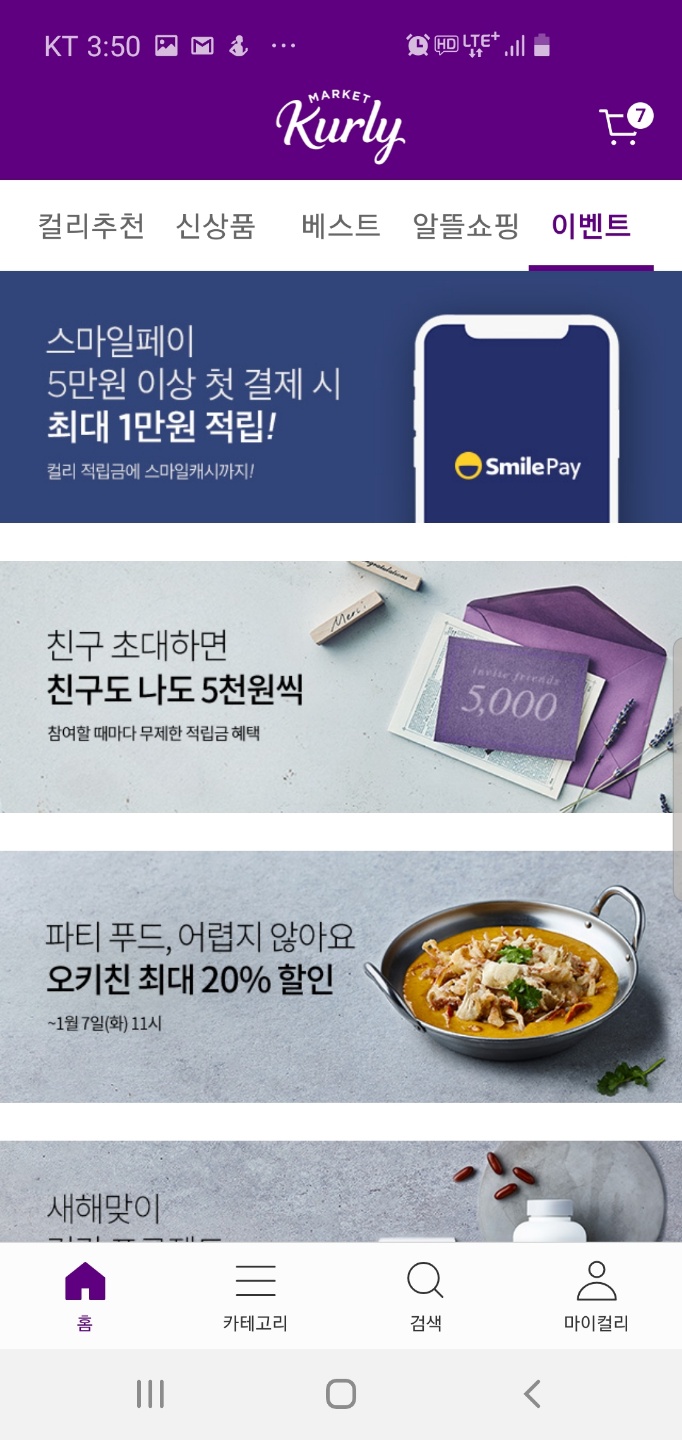 KT 3:50
HD LTE+
MARKET
Kurly
7
컬리추천 신상품 베스트 알뜰쇼핑 이벤트
스마일페이
5만원 이상 첫 결제 시
최대 1만원 적립!
컬리 적립금에 스마일캐시까지!
SmilePay
친구 초대하면
친구도 나도 5천원씩
참여할 때마다 무제한 적립금 혜택
Congratulations
Merci
invite friends
5,000
파티 푸드, 어렵지 않아요
오키친 최대 20% 할인
~1월 7일(화) 11시
새해맞이
홈 카테고리 검색 마이컬리